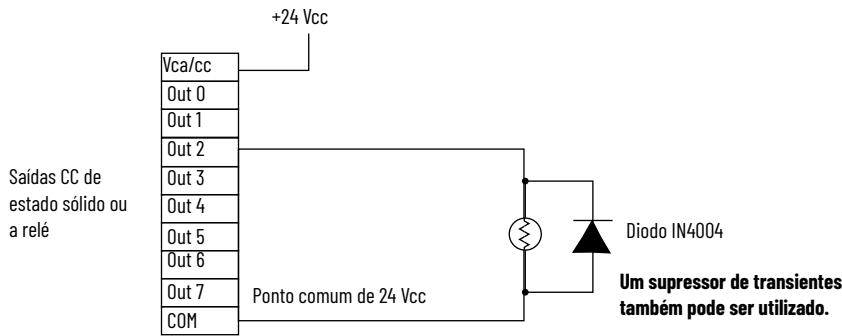 +24 Vcc
Vca/cc
Out 0
Out 1
Out 2
Out 3
Out 4
Out 5
Out 6
Out 7
COM
Saídas CC de
estado sólido ou
a relé
Ponto comum de 24 Vcc
Diodo IN4004
Um supressor de transientes
também pode ser utilizado.